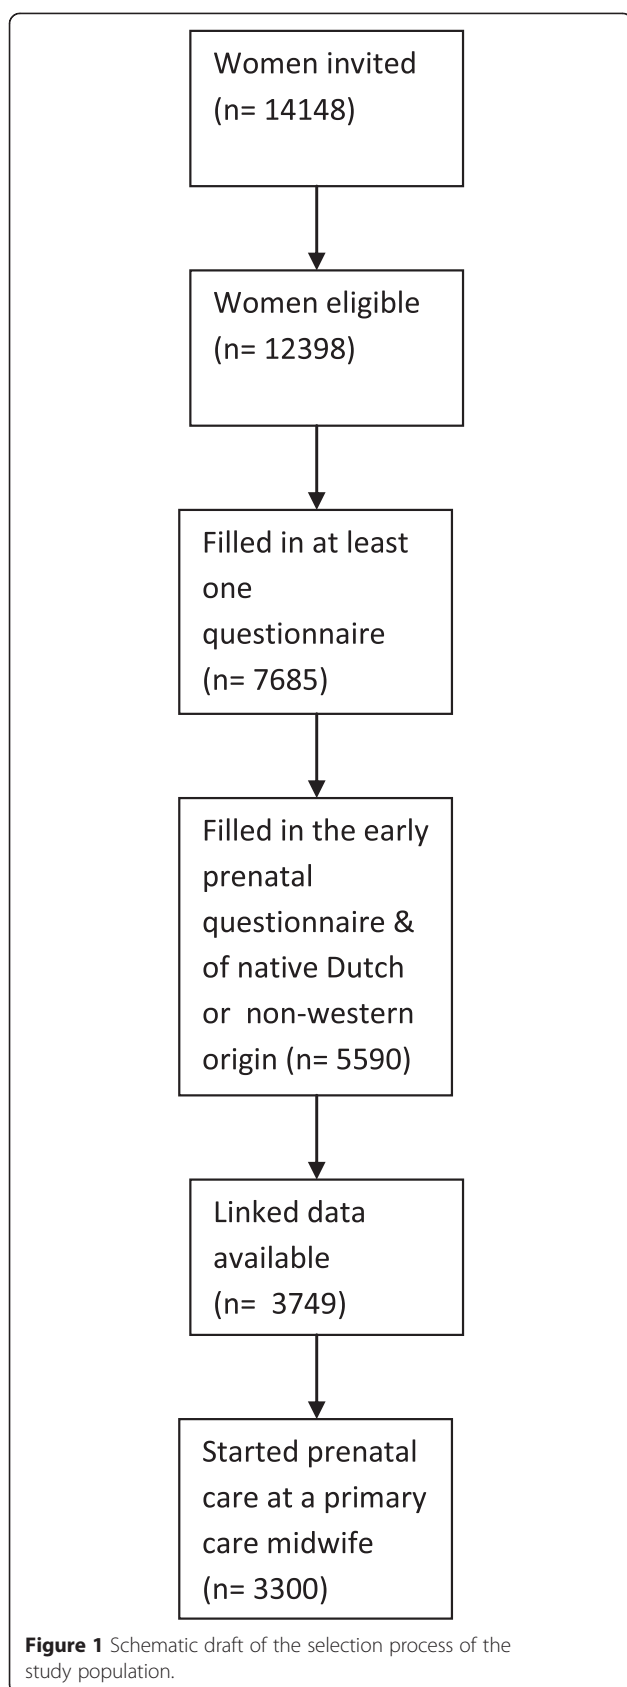 Women invited
(n= 14148)
Women eligible
(n= 12398)
Filled in at least
one
questionnaire
(n= 7685)
Filled in the early
prenatal
questionnaire &
of native Dutch
or  non-western
origin (n= 5590)
Linked data
available
(n=  3749)
Started prenatal
care at a primary
care midwife
(n= 3300)
Figure 1 Schematic draft of the selection process of the
study population.